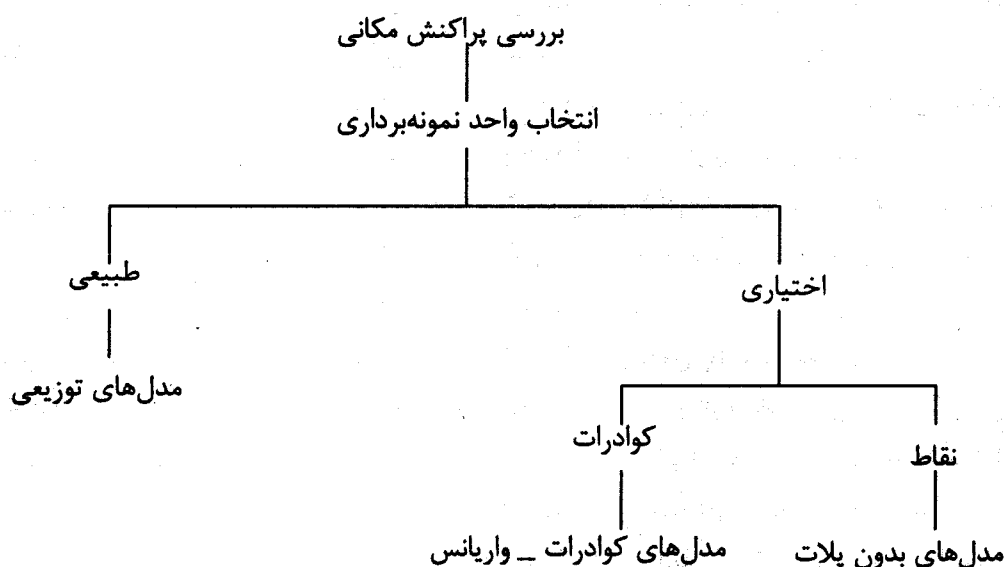 بررسی پراکنش مکانی
انتخاب واحد نمونه‌برداری
طبیعی
اختیاری
مدل‌های توزیعی
کوادرات
نقاط
مدل‌های کوادرات _ واریانس
مدل‌های بدون پلات